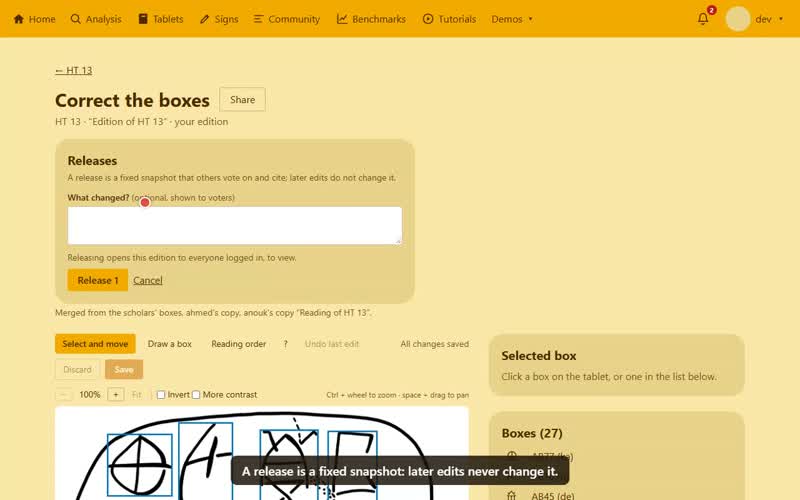 Home Analysis Tablets Signs Community Benchmarks Tutorials Demos 2 dev
← HT 13
Correct the boxes Share
HT 13 · "Edition of HT 13" · your edition
Releases
A release is a fixed snapshot that others vote on and cite; later edits do not change it.
What changed? (optional, shown to voters)
Releasing opens this edition to everyone logged in, to view.
Release 1 Cancel
Merged from the scholars' boxes, ahmed's copy, anouk's copy "Reading of HT 13".
Select and move Draw a box Reading order ? Undo last edit All changes saved
Discard Save
− 100% + Fit Invert More contrast Ctrl + wheel to zoom · space + drag to pan
Selected box
Click a box on the tablet, or one in the list below.
Boxes (27)
AB45 (de)
A release is a fixed snapshot: later edits never change it.